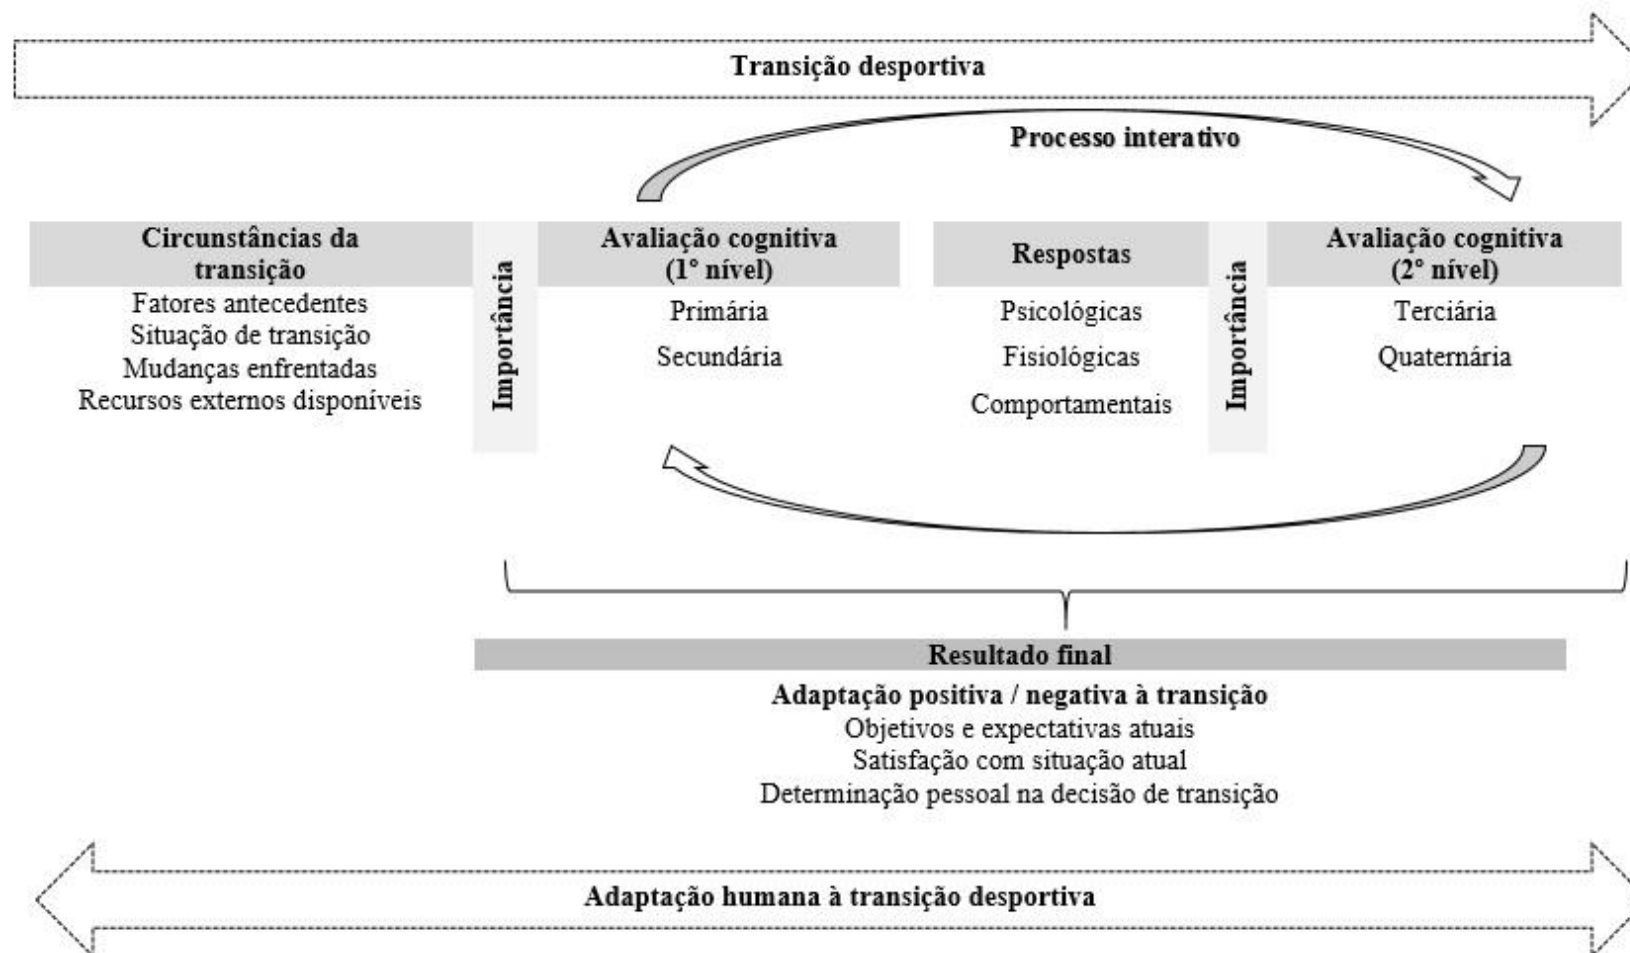 Transição desportiva
Processo interativo
Circunstâncias da
transição
Fatores antecedentes
Situação de transição
Mudanças enfrentadas
Recursos externos disponíveis
Importância
Avaliação cognitiva
(1º nível)
Primária
Secundária
Respostas
Psicológicas
Fisiológicas
Comportamentais
Importância
Avaliação cognitiva
(2º nível)
Terciária
Quaternária
Resultado final
Adaptação positiva / negativa à transição
Objetivos e expectativas atuais
Satisfação com situação atual
Determinação pessoal na decisão de transição
Adaptação humana à transição desportiva